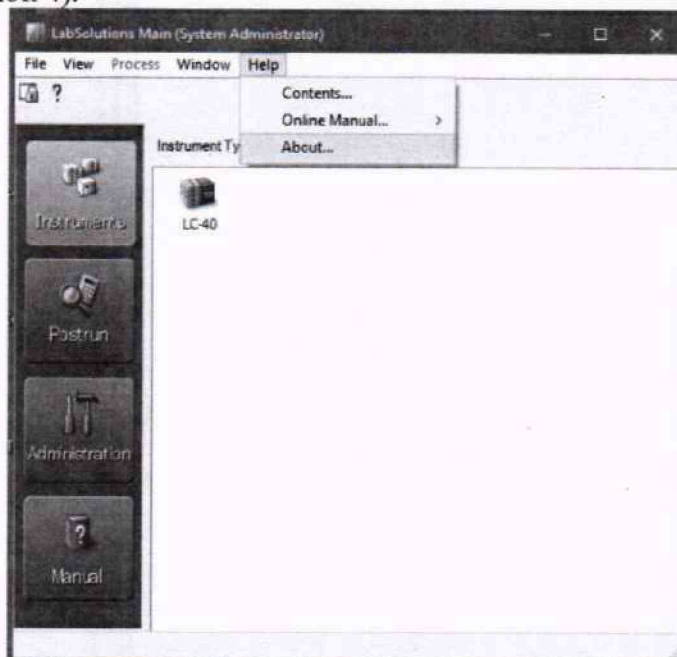 LabSolutions Main (System Administrator)
File View Process Window Help
?
Contents...
Online Manual... >
Instrument Ty
About...
LC-40
Instruments
Postrun
Administration
Manual